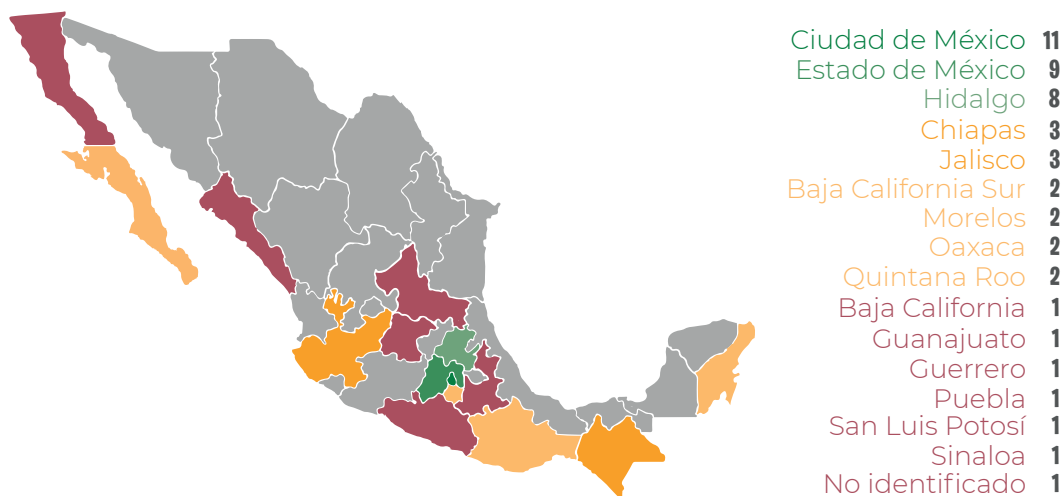 Ciudad de México 11
Estado de México 9
Hidalgo 8
Chiapas 3
Jalisco 3
Baja California Sur 2
Morelos 2
Oaxaca 2
Quintana Roo 2
Baja California 1
Guanajuato 1
Guerrero 1
Puebla 1
San Luis Potosí 1
Sinaloa 1
No identificado 1